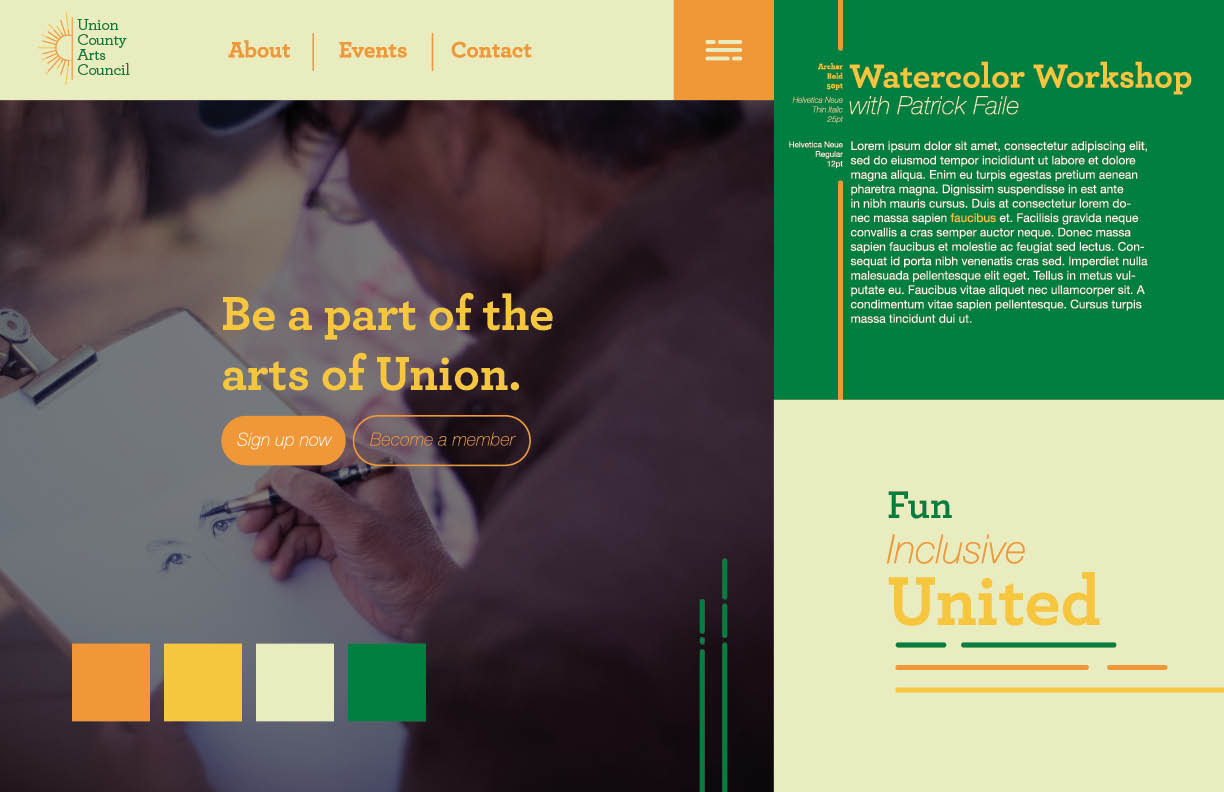 Union
County
Arts
Council
About
Events
Contact
Be a part of the
arts of Union.
Sign up now
Become a member
Archer
Bold
50pt
Watercolor Workshop
Helvetica Neue
Thin Italic
25pt
with Patrick Faile
Helvetica Neue
Regular
12pt
Lorem ipsum dolor sit amet, consectetur adipiscing elit,
sed do eiusmod tempor incididunt ut labore et dolore
magna aliqua. Enim eu turpis egestas pretium aenean
pharetra magna. Dignissim suspendisse in est ante
in nibh mauris cursus. Duis at consectetur lorem do-
nec massa sapien faucibus et. Facilisis gravida neque
convallis a cras semper auctor neque. Donec massa
sapien faucibus et molestie ac feugiat sed lectus. Con-
sequat id porta nibh venenatis cras sed. Imperdiet nulla
malesuada pellentesque elit eget. Tellus in metus vul-
putate eu. Faucibus vitae aliquet nec ullamcorper sit. A
condimentum vitae sapien pellentesque. Cursus turpis
massa tincidunt dui ut.
Fun
Inclusive
United